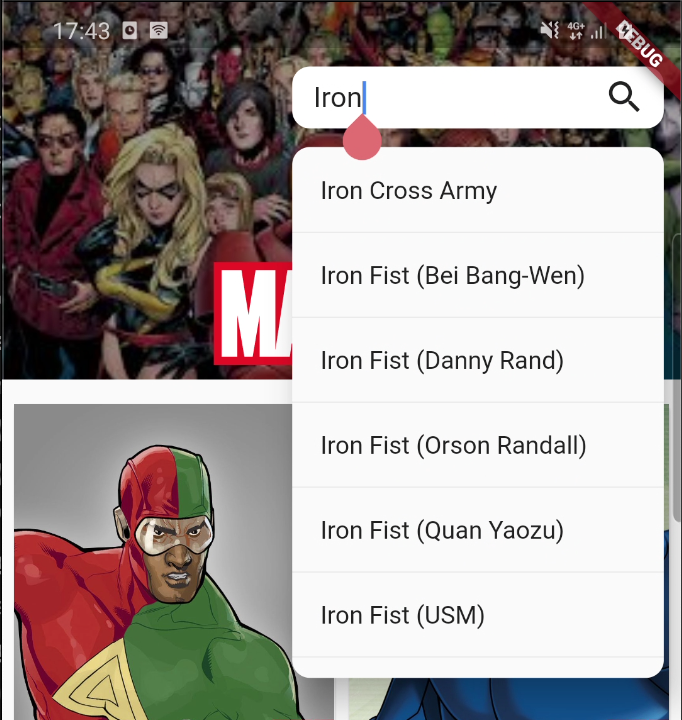 17:43
4G+
DEBUG
Iron
MA
Iron Cross Army
Iron Fist (Bei Bang-Wen)
Iron Fist (Danny Rand)
Iron Fist (Orson Randall)
Iron Fist (Quan Yaozu)
Iron Fist (USM)